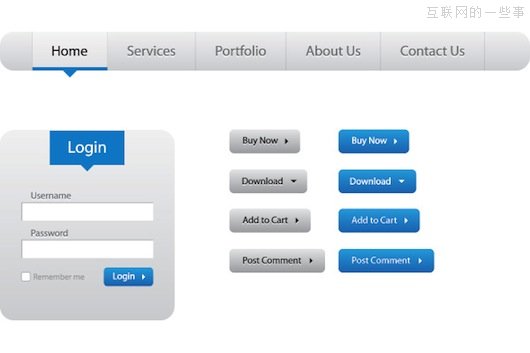 互联网的一些事
Home Services Portfolio About Us Contact Us
Login
Username
Password
Remember me Login
Buy Now Buy Now
Download Download
Add to Cart Add to Cart
Post Comment Post Comment